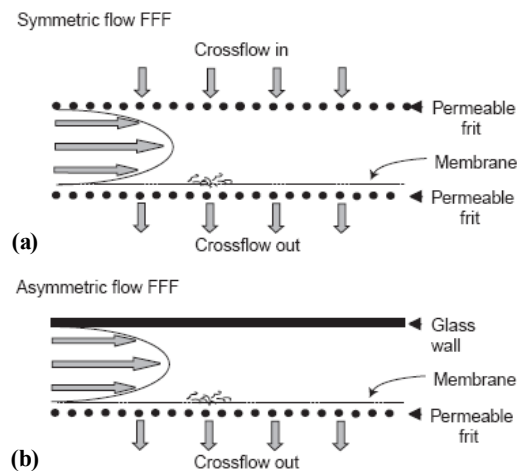 Symmetric flow FFF
Crossflow in
Permeable
frit
Membrane
Permeable
frit
(a)
Crossflow out
Asymmetric flow FFF
Glass
wall
Membrane
Permeable
frit
(b)
Crossflow out